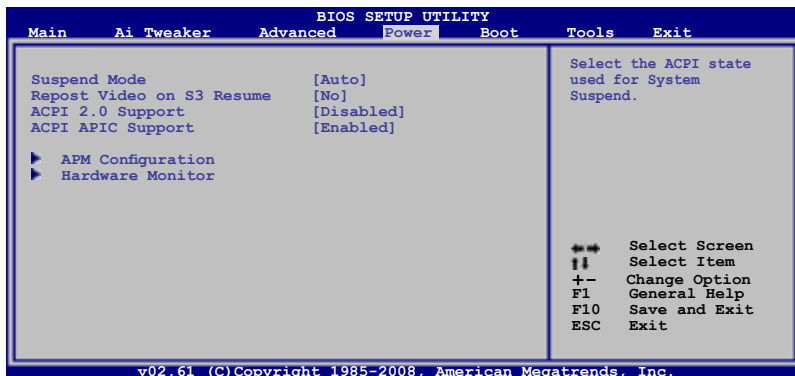 BIOS SETUP UTILITY
Main Ai Tweaker Advanced Power Boot Tools Exit
Suspend Mode [Auto]
Repost Video on S3 Resume [No]
ACPI 2.0 Support [Disabled]
ACPI APIC Support [Enabled]
APM Configuration
Hardware Monitor
Select the ACPI state
used for System
Suspend.
Select Screen
Select Item
+- Change Option
F1 General Help
F10 Save and Exit
ESC Exit
v02.61 (C)Copyright 1985-2008, American Megatrends, Inc.